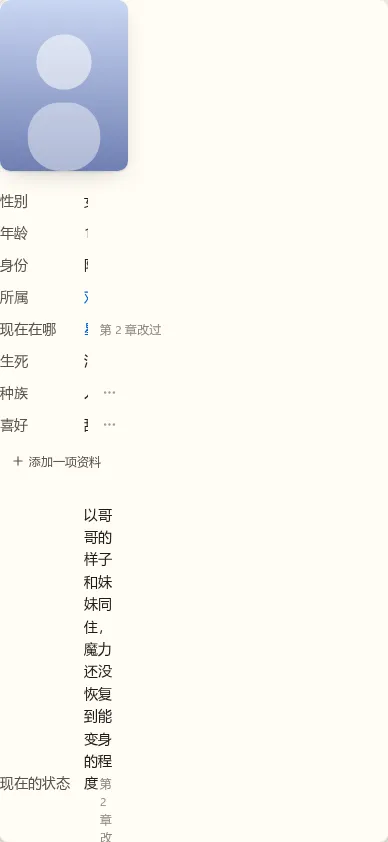 性别
年龄
身份
所属
现在在哪 第 2 章改过
生死
种族 ···
喜好 ···
+ 添加一项资料
以哥
哥的
样子
和妹
妹同
住，
魔力
还没
恢复
到能
变身
的程
现在的状态 度 第
2
章
改